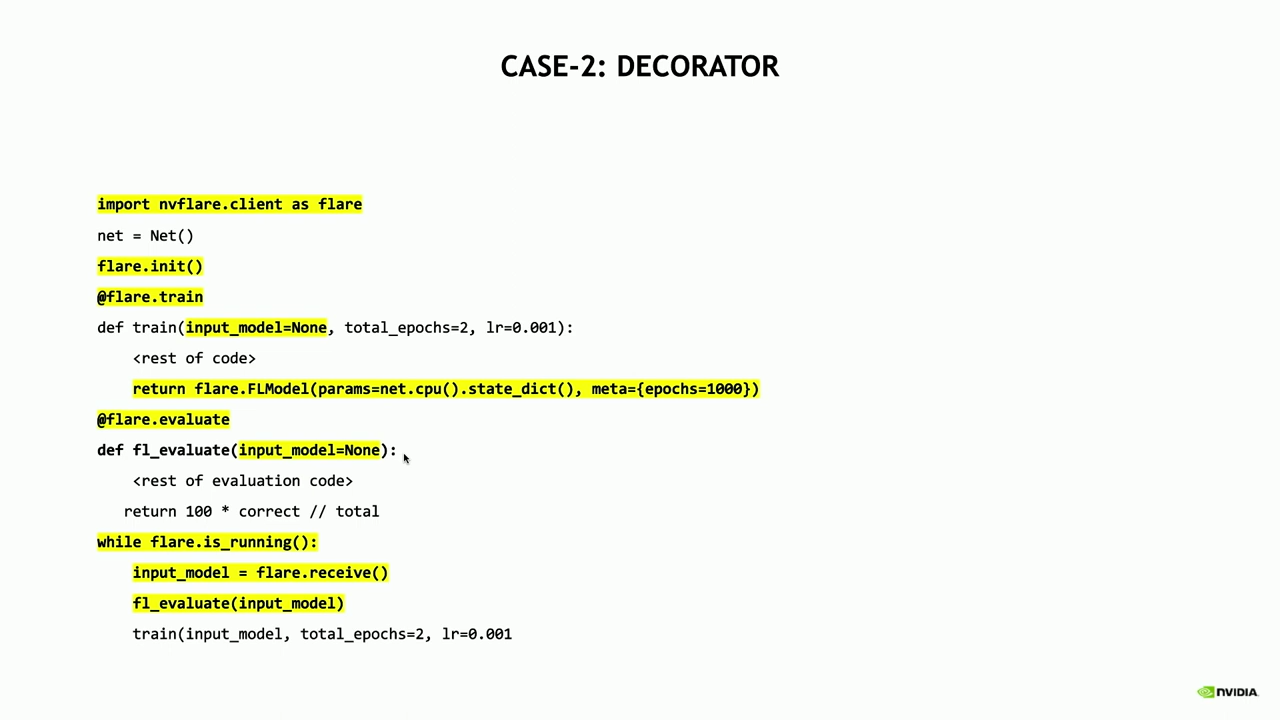 CASE-2: DECORATOR
import nvflare.client as flare
net = Net()
flare.init()
@flare.train
def train(input_model=None, total_epochs=2, lr=0.001):
<rest of code>
return flare.FLModel(params=net.cpu().state_dict(), meta={epochs=1000})
@flare.evaluate
def fl_evaluate(input_model=None):
<rest of evaluation code>
return 100 * correct // total
while flare.is_running():
input_model = flare.receive()
fl_evaluate(input_model)
train(input_model, total_epochs=2, lr=0.001
NVIDIA.